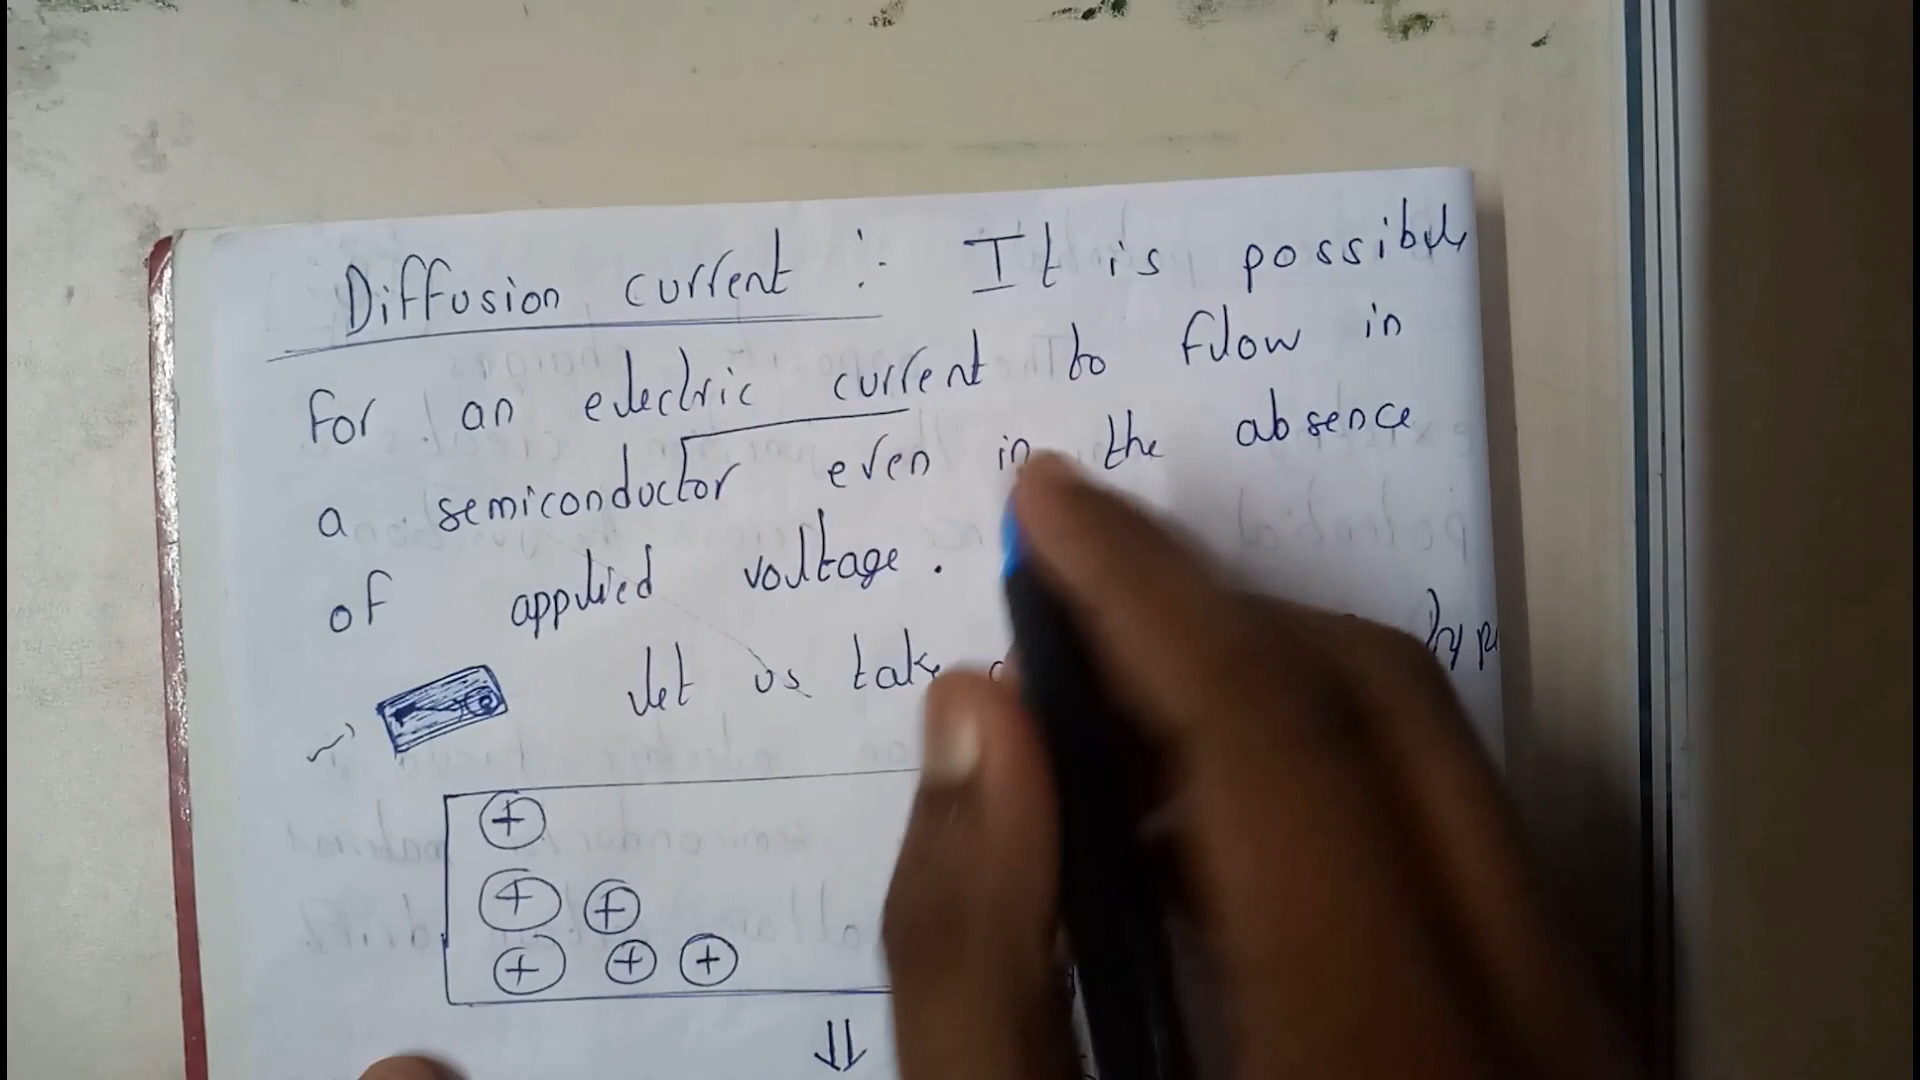 Diffusion current : It is possible
for an electric current to flow in
a semiconductor even in the absence
of applied voltage .
let us take
+
+ +
+ + +